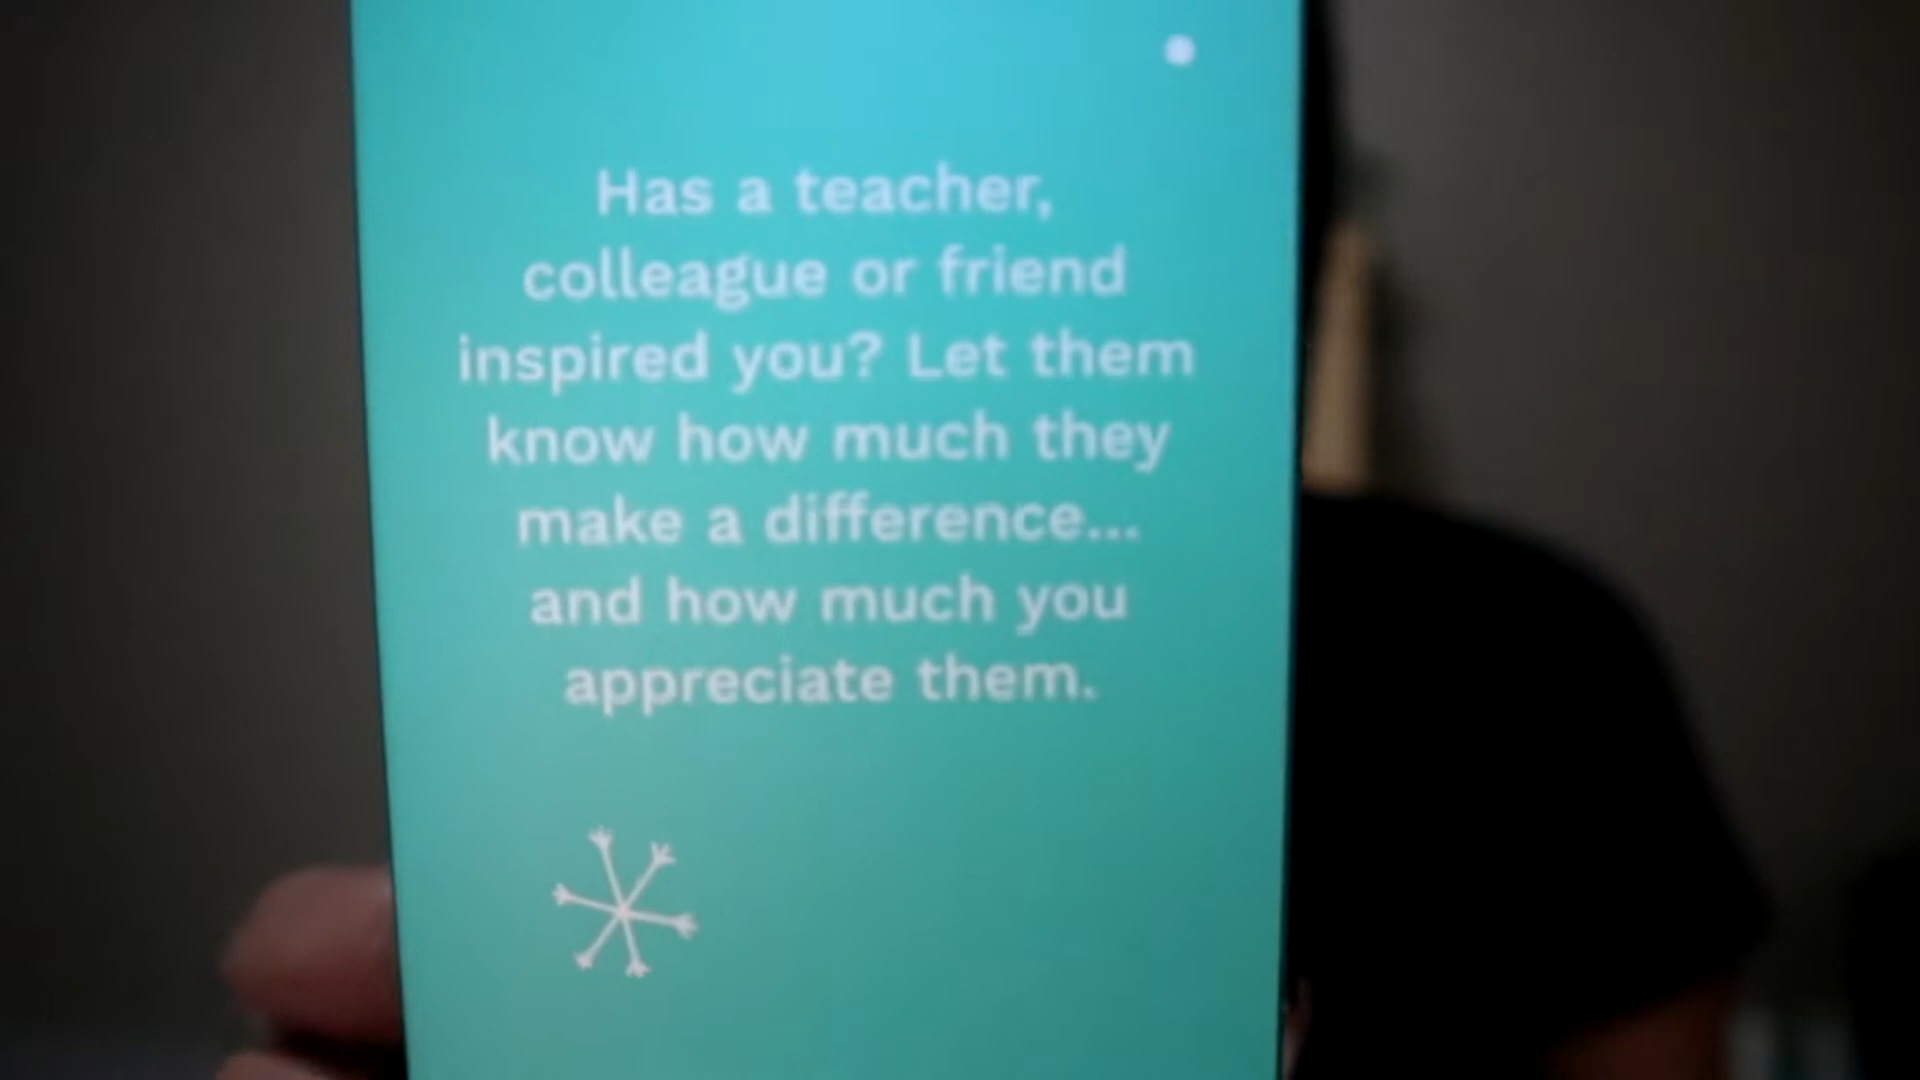 Has a teacher,
colleague or friend
inspired you? Let them
know how much they
make a difference...
and how much you
appreciate them.